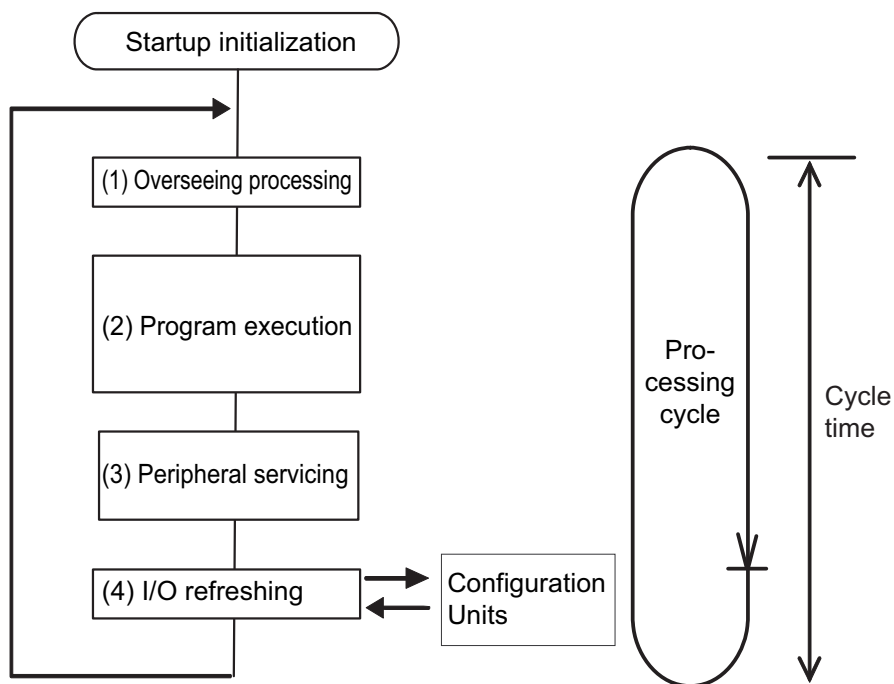 Startup initialization
(1) Overseeing processing
(2) Program execution
(3) Peripheral servicing
(4) I/O refreshing
Configuration
Units
Pro-
cessing
cycle
Cycle
time